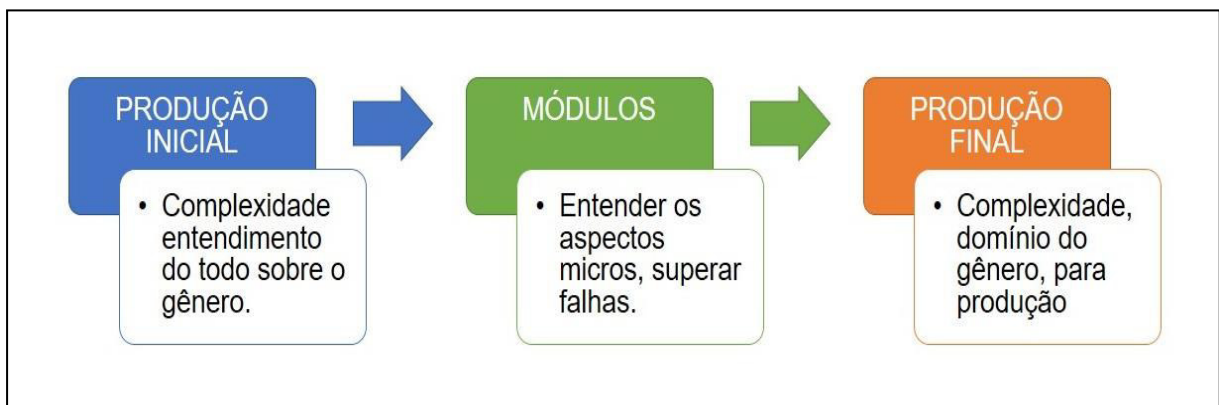 PRODUÇÃO
INICIAL
• Complexidade
entendimento
do todo sobre o
gênero.
MÓDULOS
• Entender os
aspectos
micros, superar
falhas.
PRODUÇÃO
FINAL
• Complexidade,
domínio do
gênero, para
produção